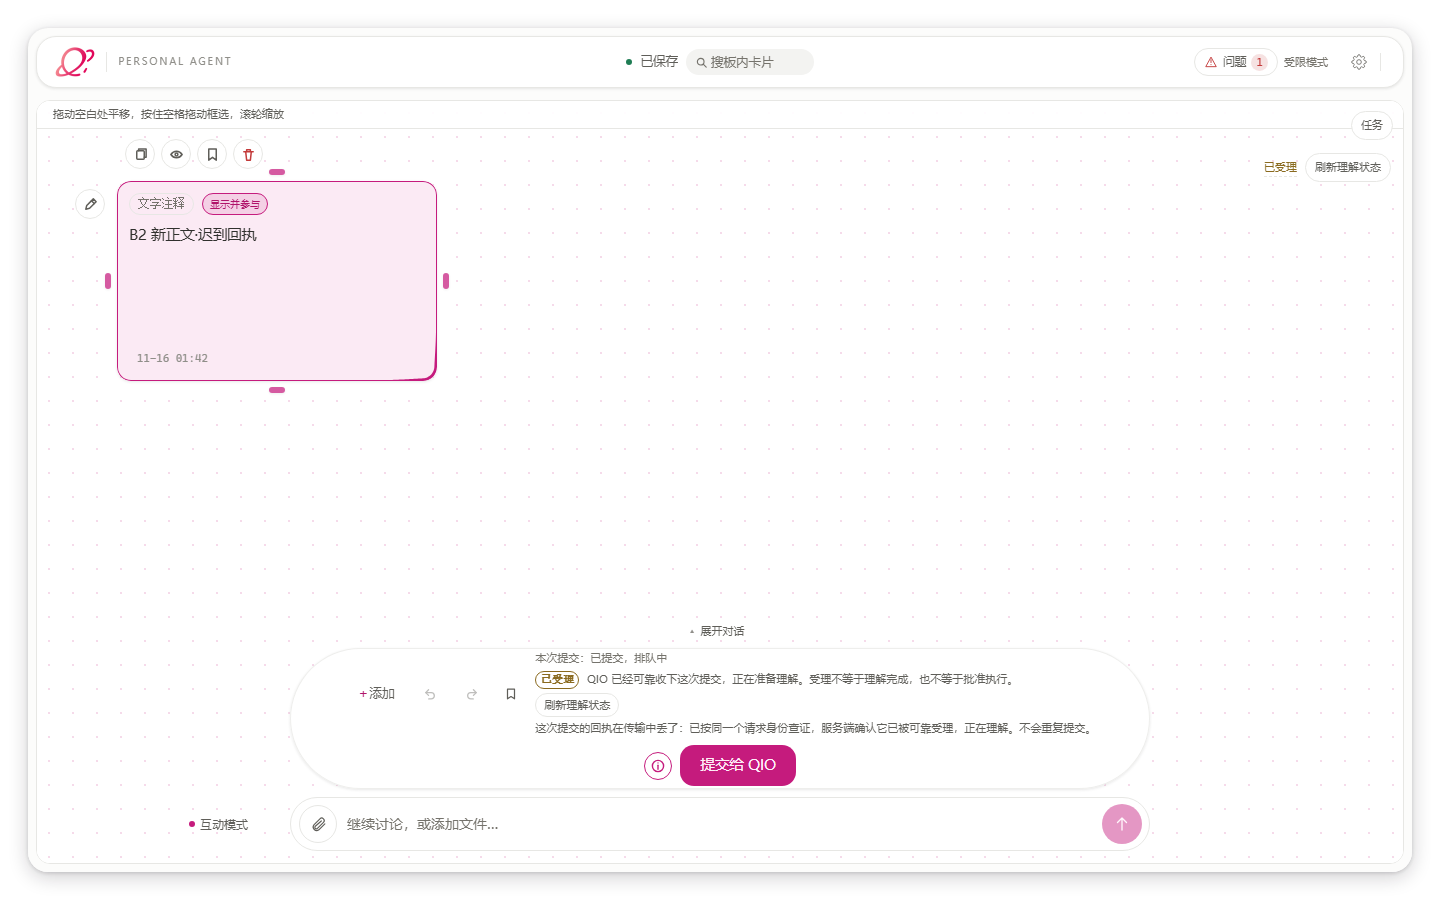 PERSONAL AGENT
已保存
搜板内卡片
问题 1
受限模式
拖动空白处平移，按住空格拖动框选，滚轮缩放
任务
已受理
刷新理解状态
文字注释
显示并参与
B2 新正文·迟到回执
11-16 01:42
展开对话
本次提交：已提交，排队中
+添加
已受理 QIO 已经可靠收下这次提交，正在准备理解。受理不等于理解完成，也不等于批准执行。
刷新理解状态
这次提交的回执在传输中丢了：已按同一个请求身份查证，服务端确认它已被可靠受理，正在理解。不会重复提交。
提交给 QIO
互动模式
继续讨论，或添加文件...